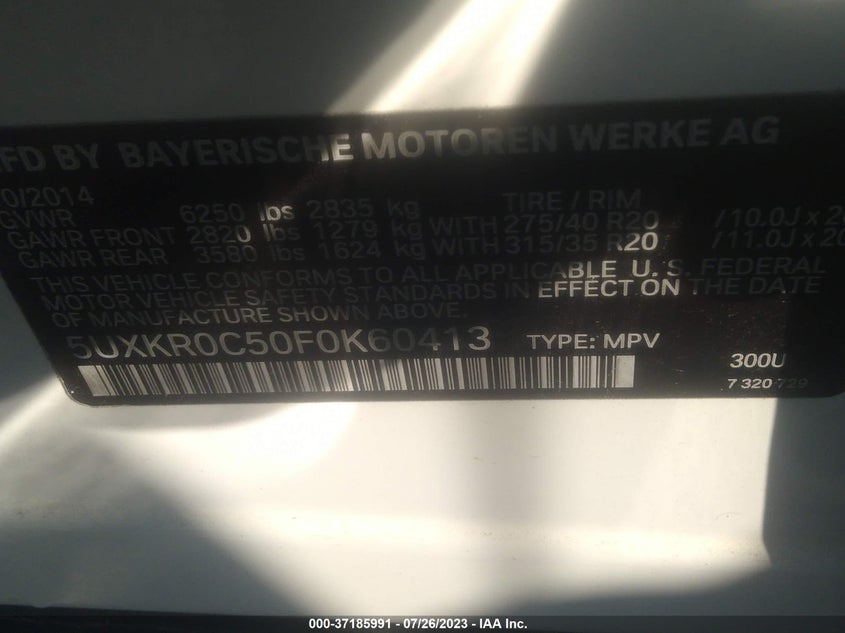 MFD BY BAYERISCHE MOTOREN WERKE AG
0/2014
GVWR 6250 lbs 2835 kg TIRE / RIM
GAWR FRONT 2820 lbs 1279 kg WITH 275/40 R20 /10.0J x 20
GAWR REAR 3580 lbs 1624 kg WITH 315/35 R20 /11.0J x 20
THIS VEHICLE CONFORMS TO ALL APPLICABLE U. S. FEDERAL
MOTOR VEHICLE SAFETY STANDARDS IN EFFECT ON THE DATE
OF MANUFACTURE SHOWN ABOVE.
5UXKR0C50F0K60413 TYPE: MPV
300U
7 320 729
000-37185991 - 07/26/2023 - IAA Inc.